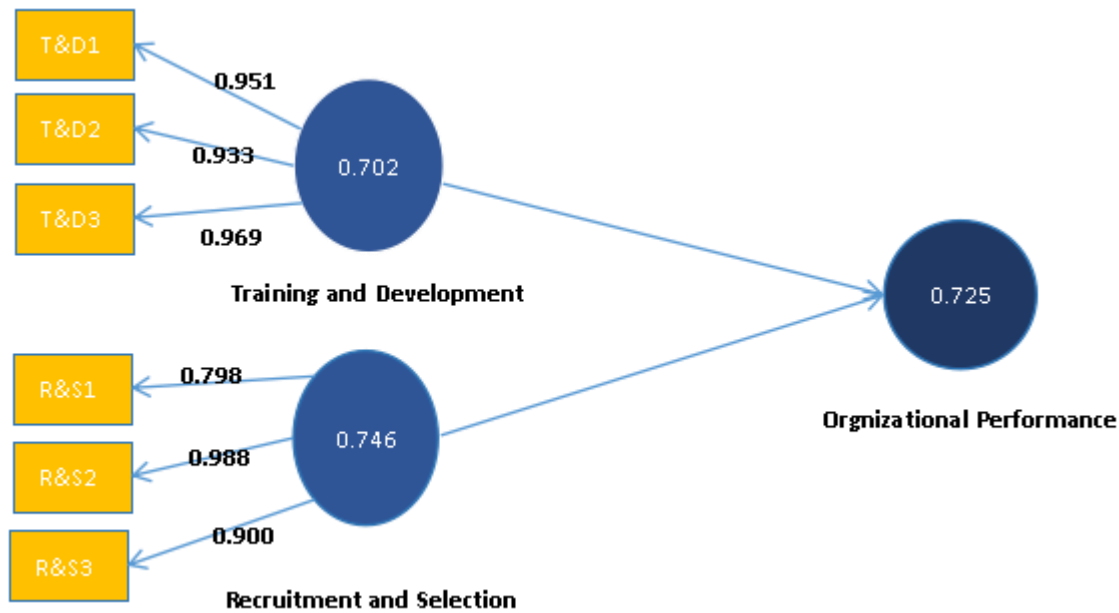 T&D1
0.951
T&D2
0.933
0.702
T&D3
0.969
Training and Development
0.725
R&S1
0.798
Orgnizational Performance
R&S2
0.988
0.746
R&S3
0.900
Recruitment and Selection